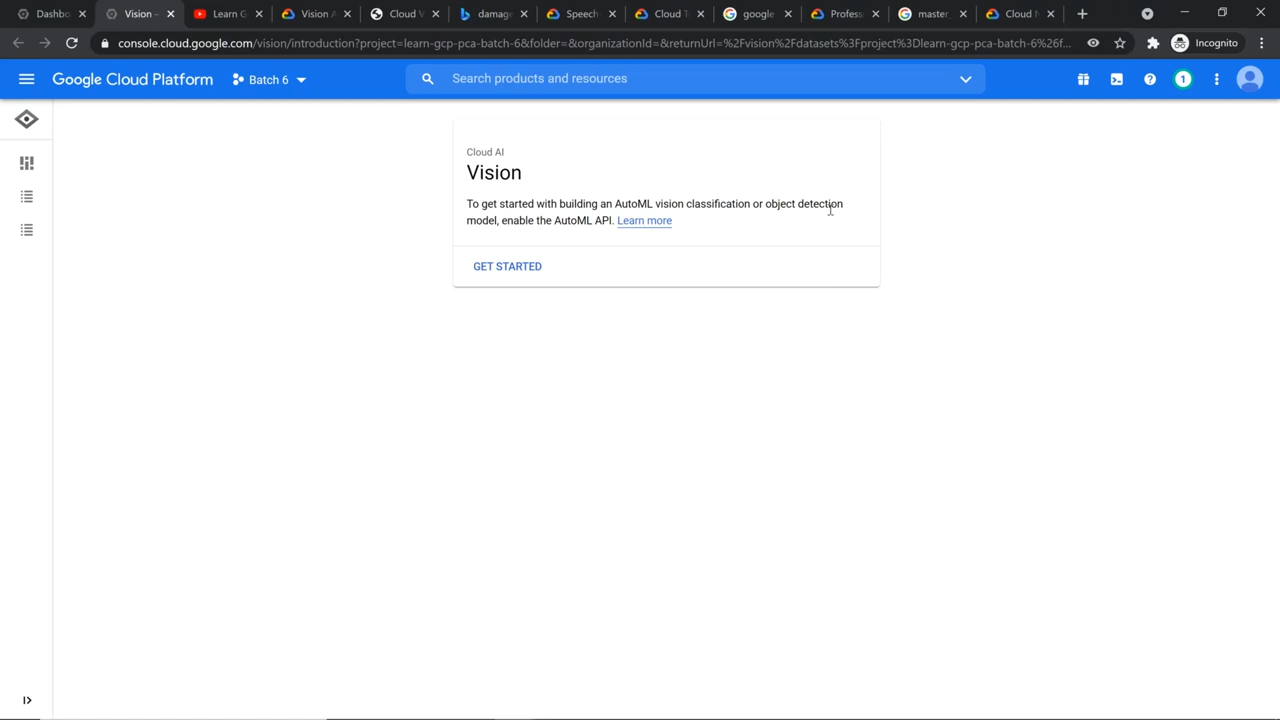 Dashbo
Vision –
Learn G
Vision A
Cloud V
damage
Speech
Cloud T
google
Profess
master_
Cloud N
console.cloud.google.com/vision/introduction?project=learn-gcp-pca-batch-6&folder=&organizationId=&returnUrl=%2Fvision%2Fdatasets%3Fproject%3Dlearn-gcp-pca-batch-6%26f...
Incognito
Google Cloud Platform
Batch 6
Search products and resources
1
Cloud AI
Vision
To get started with building an AutoML vision classification or object detection
model, enable the AutoML API. Learn more
GET STARTED